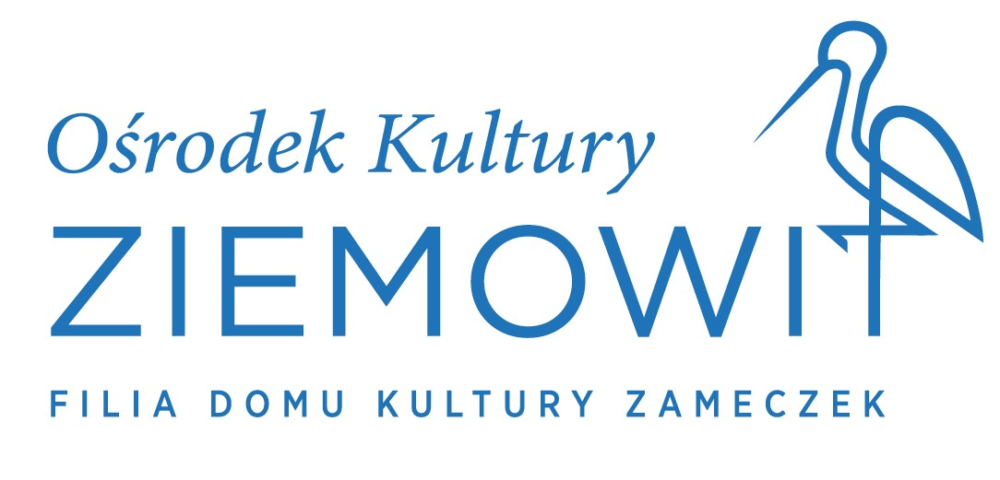 Ośrodek Kultury
ZIEMOWIT
FILIA DOMU KULTURY ZAMECZEK